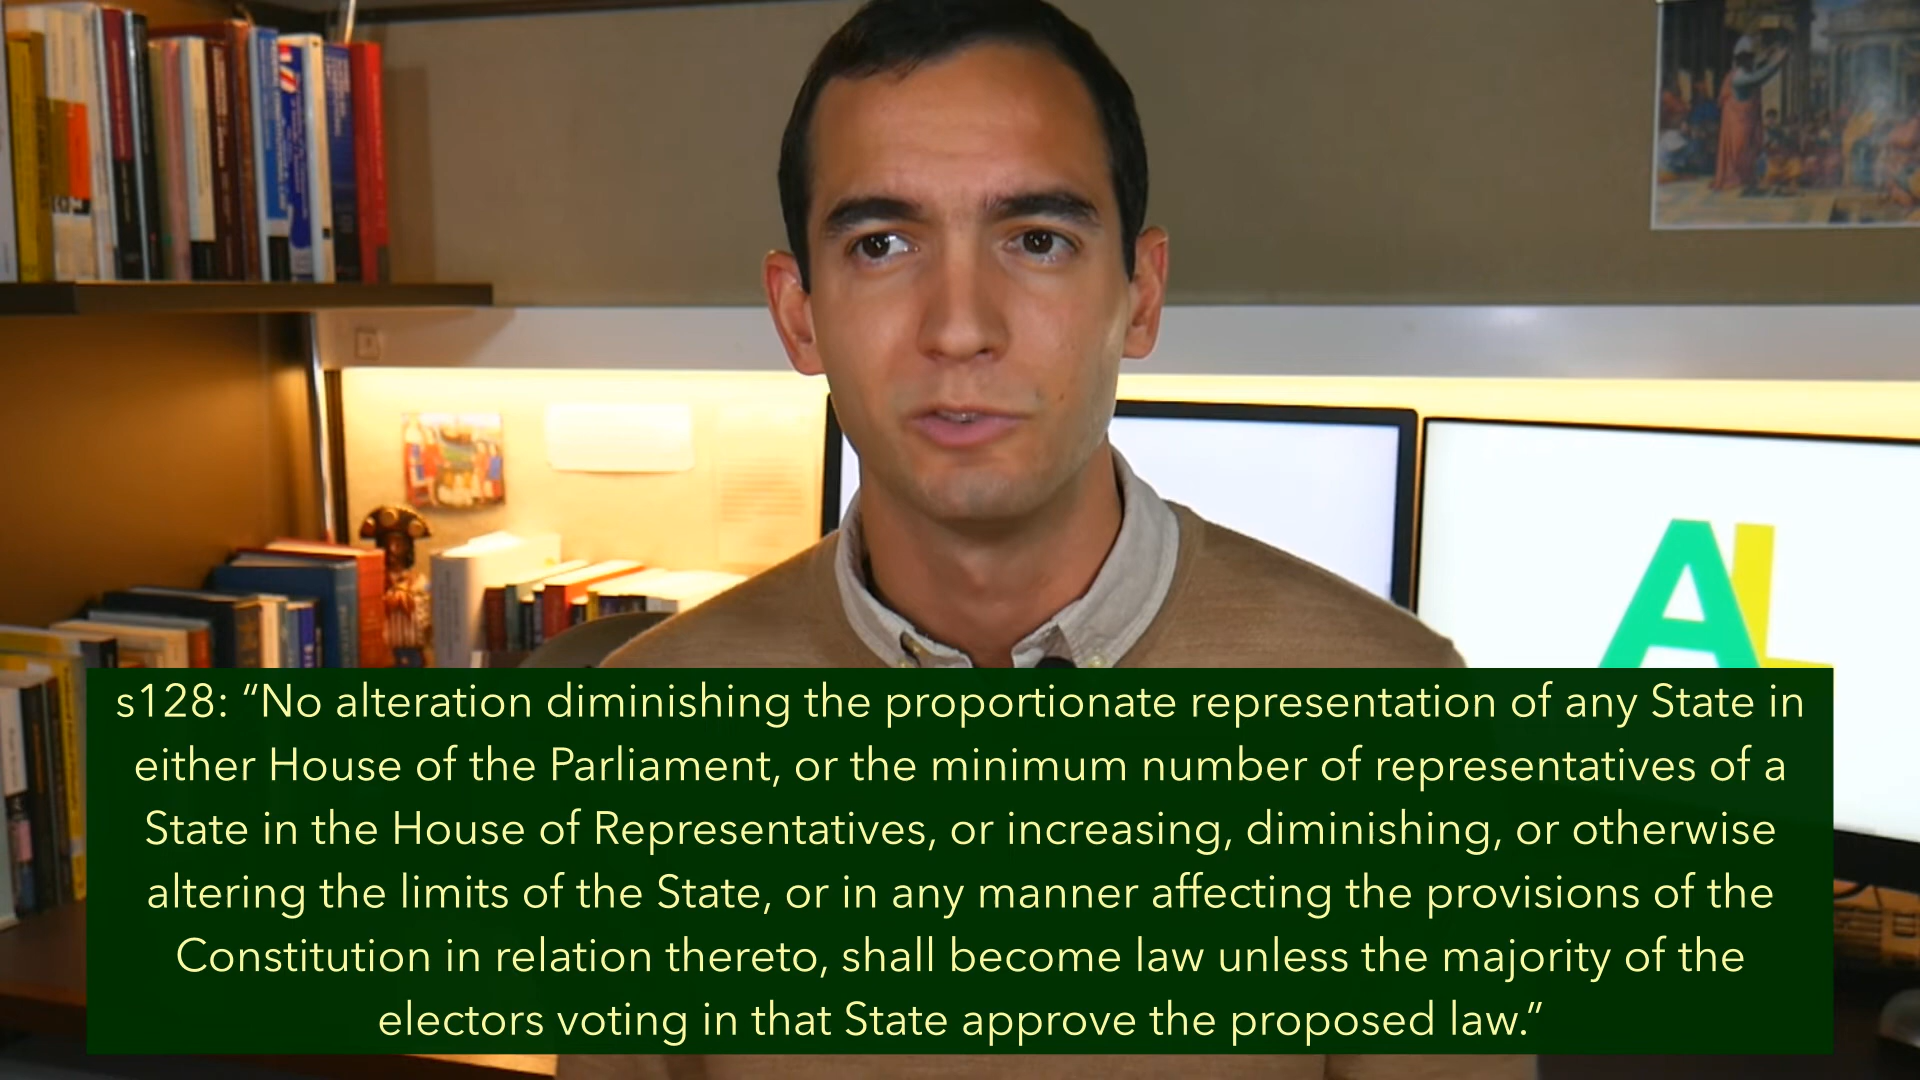 AL
s128: “No alteration diminishing the proportionate representation of any State in
either House of the Parliament, or the minimum number of representatives of a
State in the House of Representatives, or increasing, diminishing, or otherwise
altering the limits of the State, or in any manner affecting the provisions of the
Constitution in relation thereto, shall become law unless the majority of the
electors voting in that State approve the proposed law.”